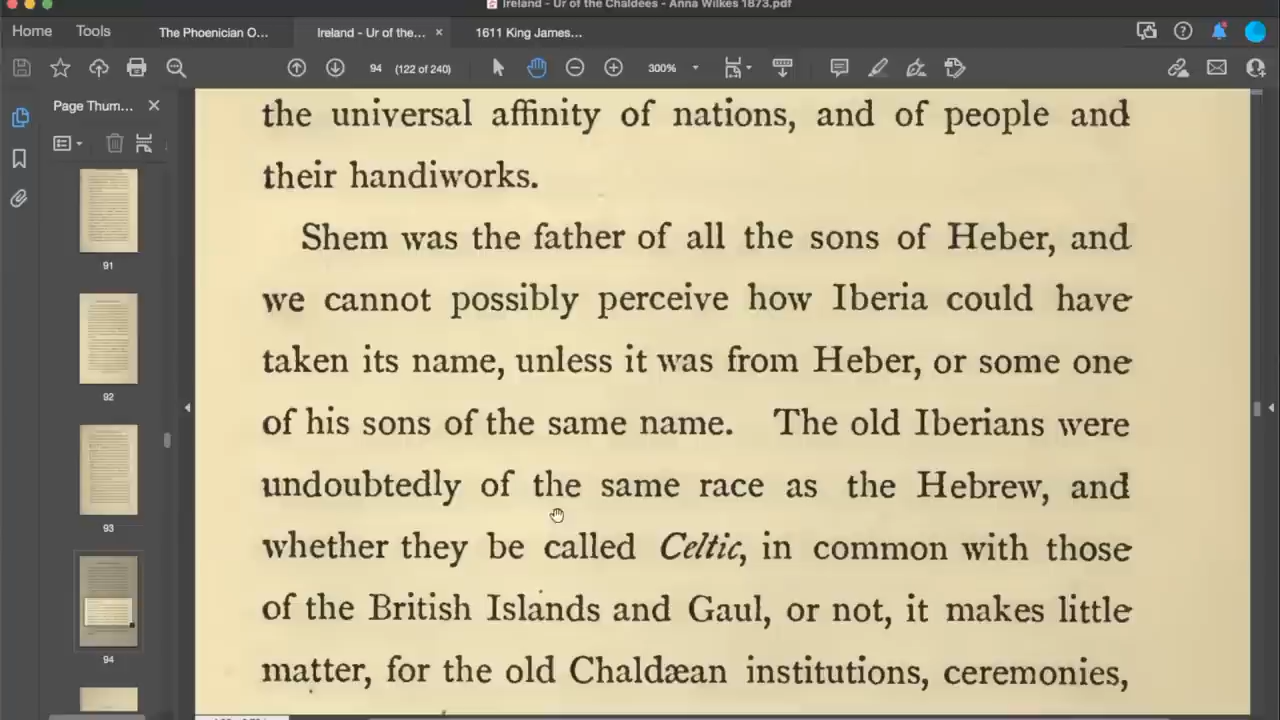 Ireland - Ur of the Chaldees - Anna Wilkes 1873.pdf
Home Tools The Phoenician O... Ireland - Ur of the... × 1611 King James...
94 (122 of 240) 300%
Page Thum... ×
91
92
93
94
the universal affinity of nations, and of people and
their handiworks.
Shem was the father of all the sons of Heber, and
we cannot possibly perceive how Iberia could have
taken its name, unless it was from Heber, or some one
of his sons of the same name. The old Iberians were
undoubtedly of the same race as the Hebrew, and
whether they be called Celtic, in common with those
of the British Islands and Gaul, or not, it makes little
matter, for the old Chaldæan institutions, ceremonies,